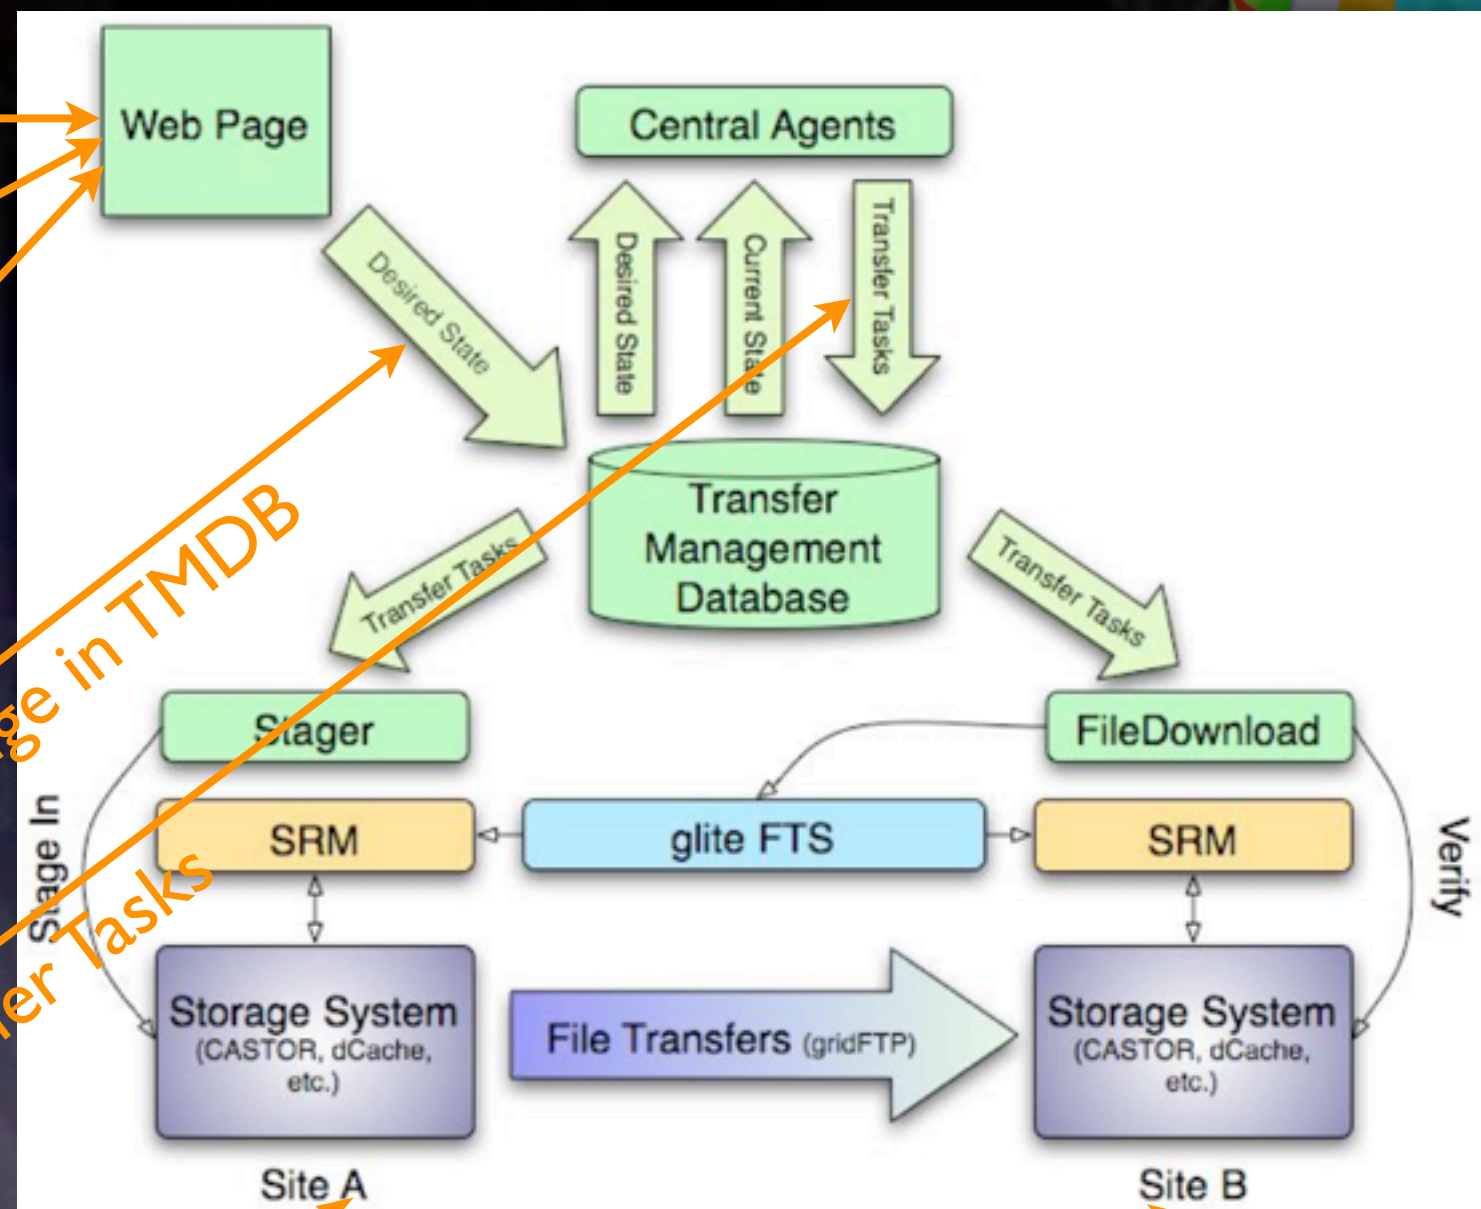 Web Page
Central Agents
Desired State
Desired State
Current State
Transfer Tasks
Transfer
Management
Database
Transfer Tasks
Transfer Tasks
in TMDB
Stager
FileDownload
Stage In
SRM
glite FTS
SRM
Verify
Tasks
Storage System
(CASTOR, dCache,
etc.)
File Transfers (gridFTP)
Storage System
(CASTOR, dCache,
etc.)
Site A
Site B